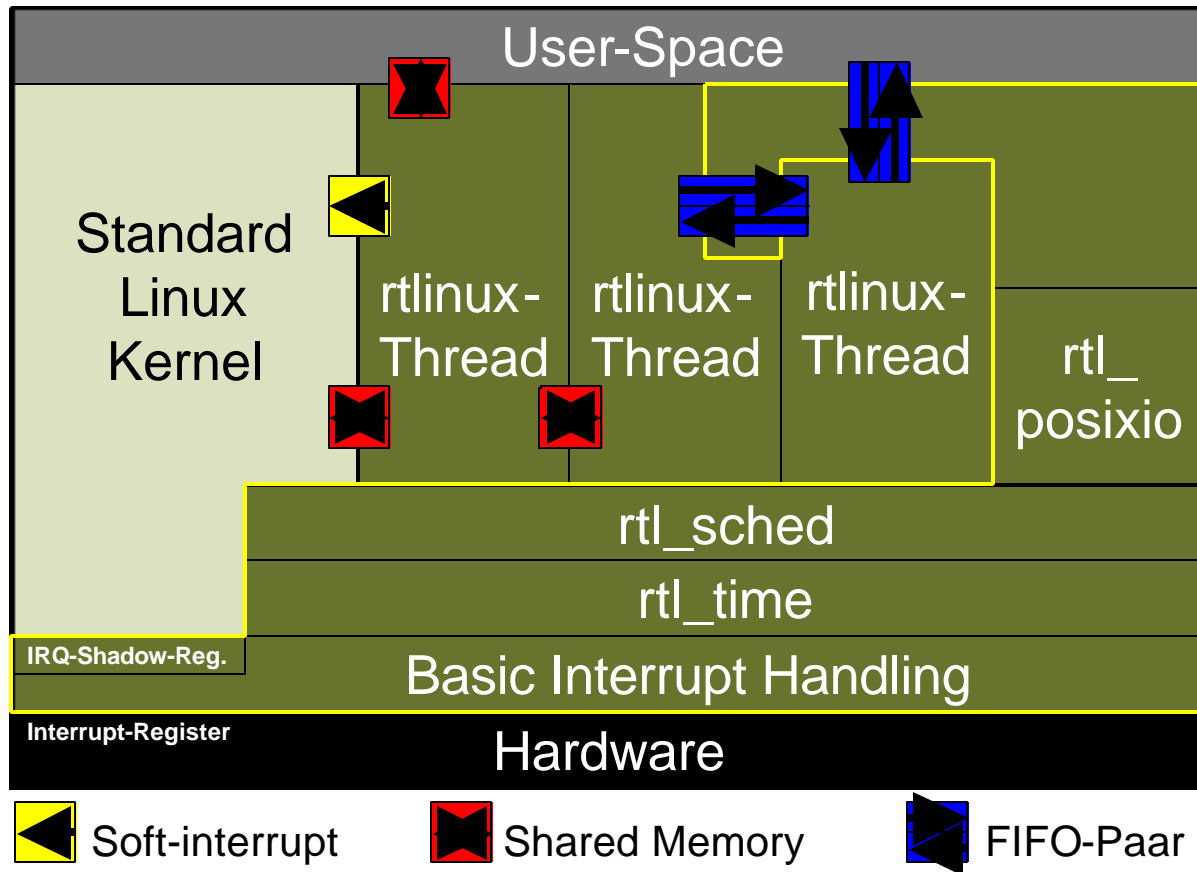 User-Space
Standard
Linux
Kernel
rtlinux-
Thread
rtlinux-
Thread
rtlinux-
Thread
rtl_
posixio
rtl_sched
rtl_time
IRQ-Shadow-Reg.
Basic Interrupt Handling
Interrupt-Register
Hardware
Soft-interrupt
Shared Memory
FIFO-Paar